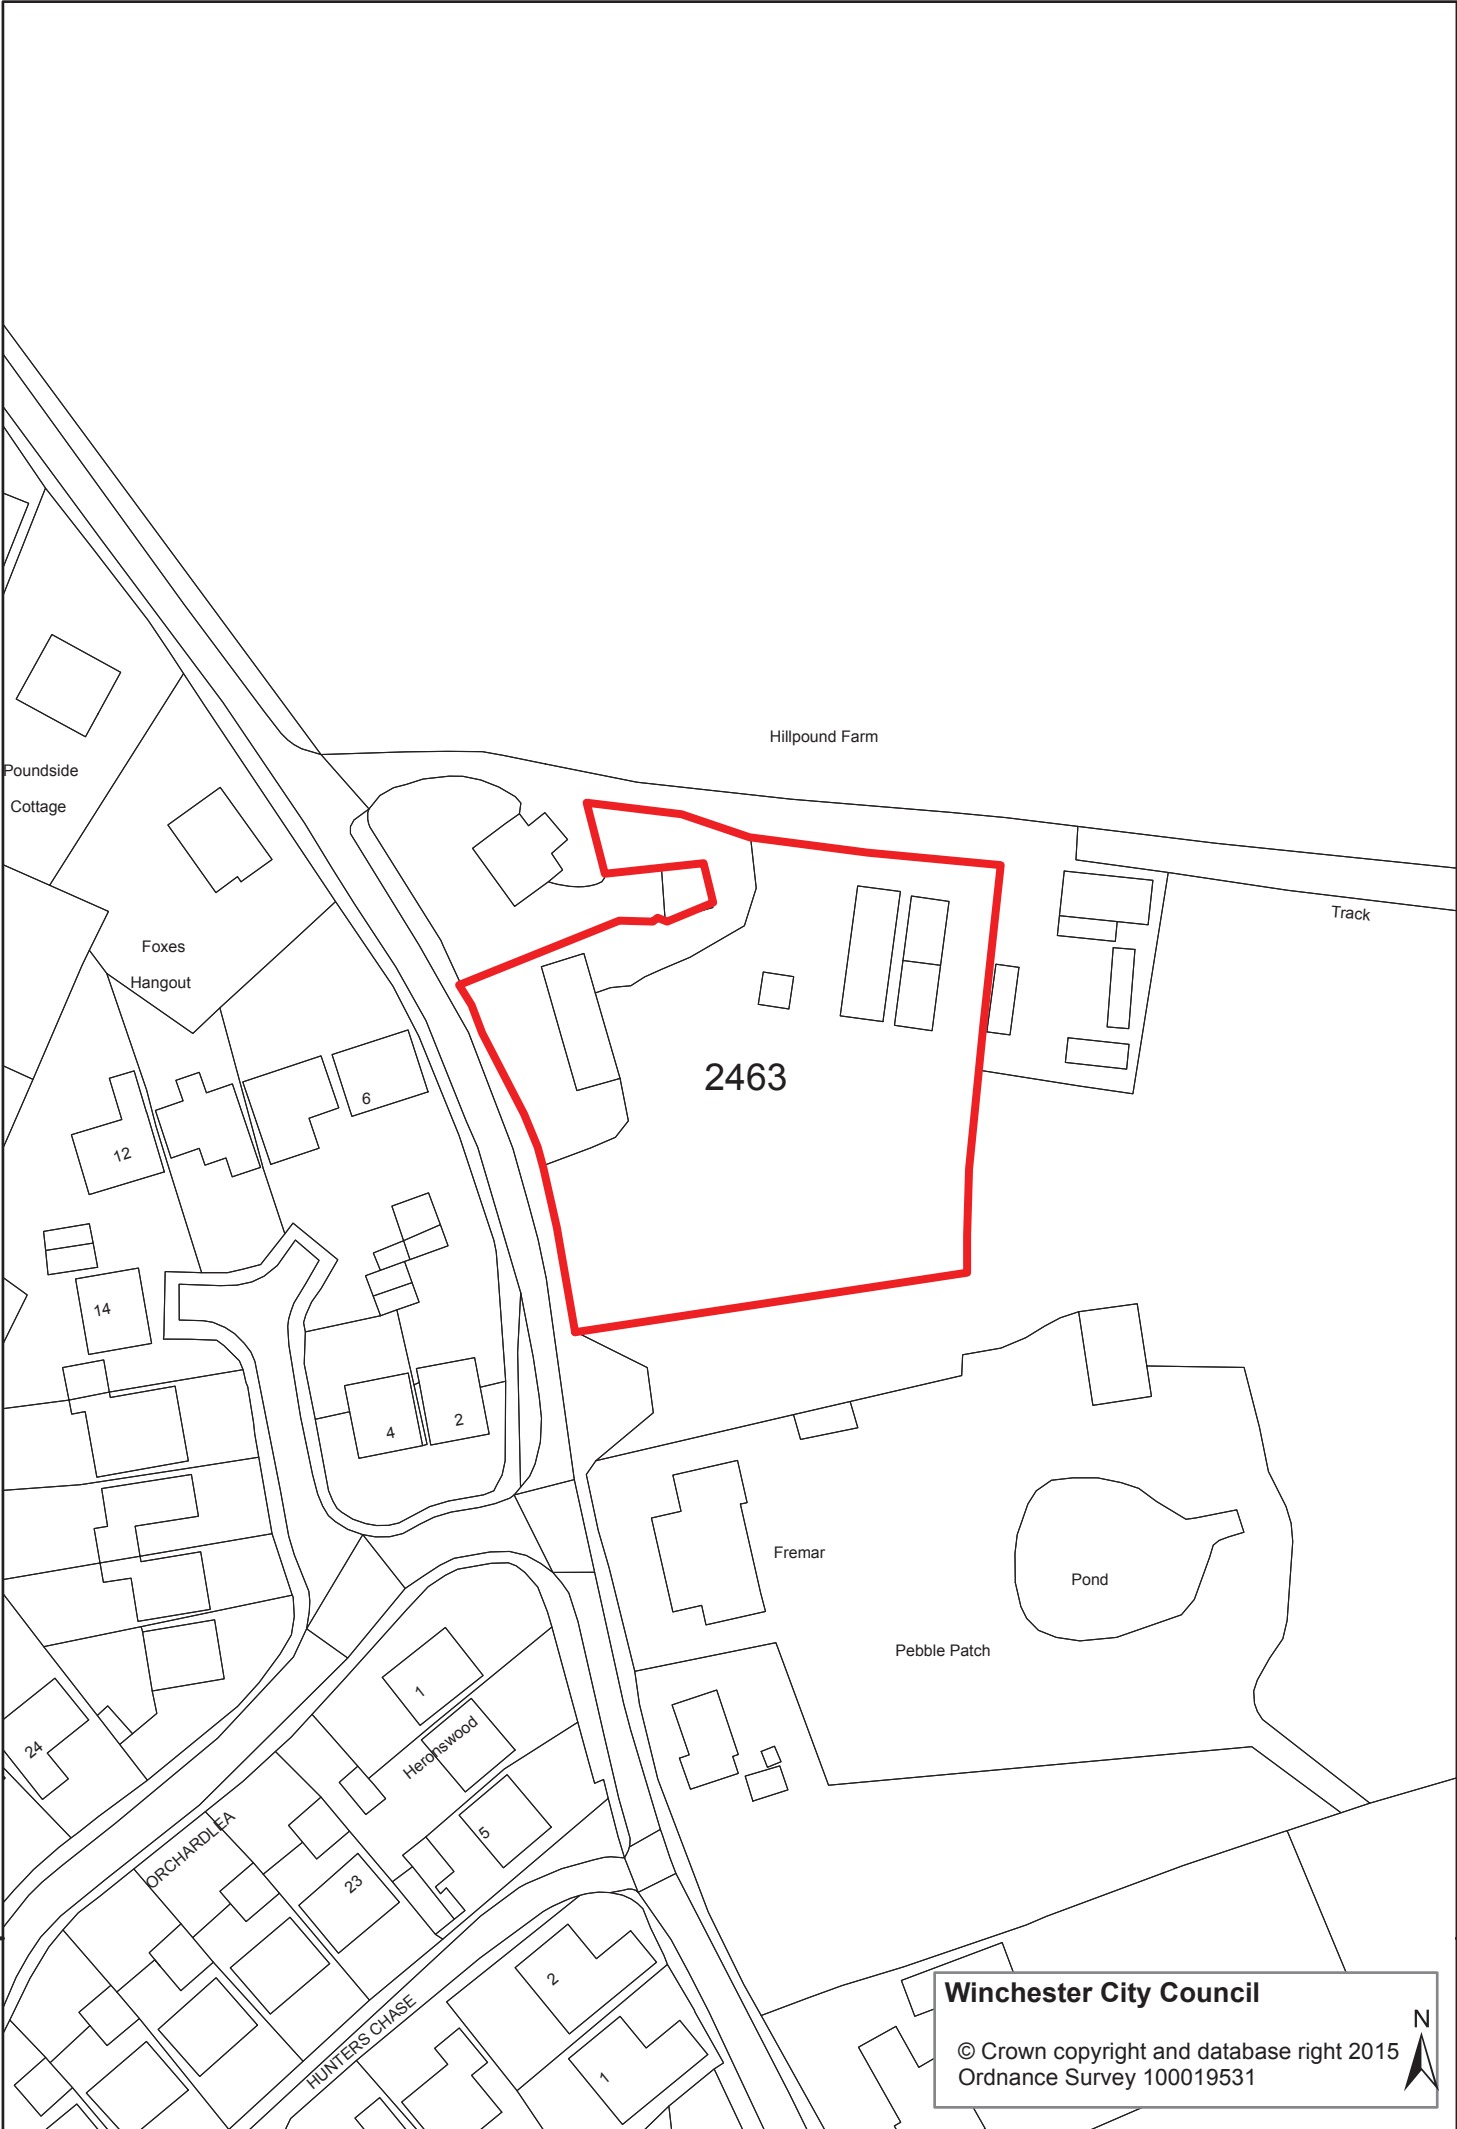 Hillpound Farm
Poundside
Cottage
Track
Foxes
Hangout
2463
6
12
14
4
2
Fremar
Pond
Pebble Patch
1
Heronswood
24
5
ORCHARDLEA
23
2
HUNTERS CHASE
1
Winchester City Council
N
© Crown copyright and database right 2015
Ordnance Survey 100019531